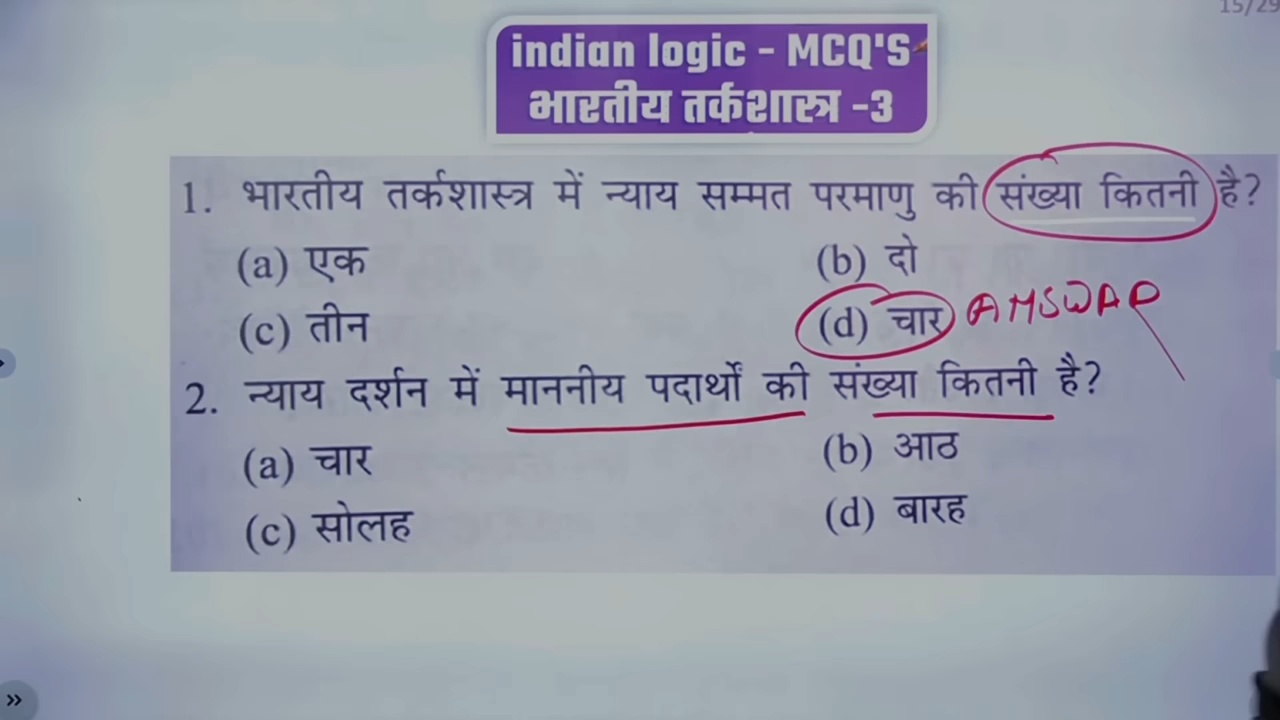 15/29
indian logic - MCQ'S
भारतीय तर्कशास्त्र -3
1. भारतीय तर्कशास्त्र में न्याय सम्मत परमाणु की संख्या कितनी है?
(a) एक (b) दो
(c) तीन (d) चार AMSWAR
2. न्याय दर्शन में माननीय पदार्थों की संख्या कितनी है?
(a) चार (b) आठ
(c) सोलह (d) बारह
»